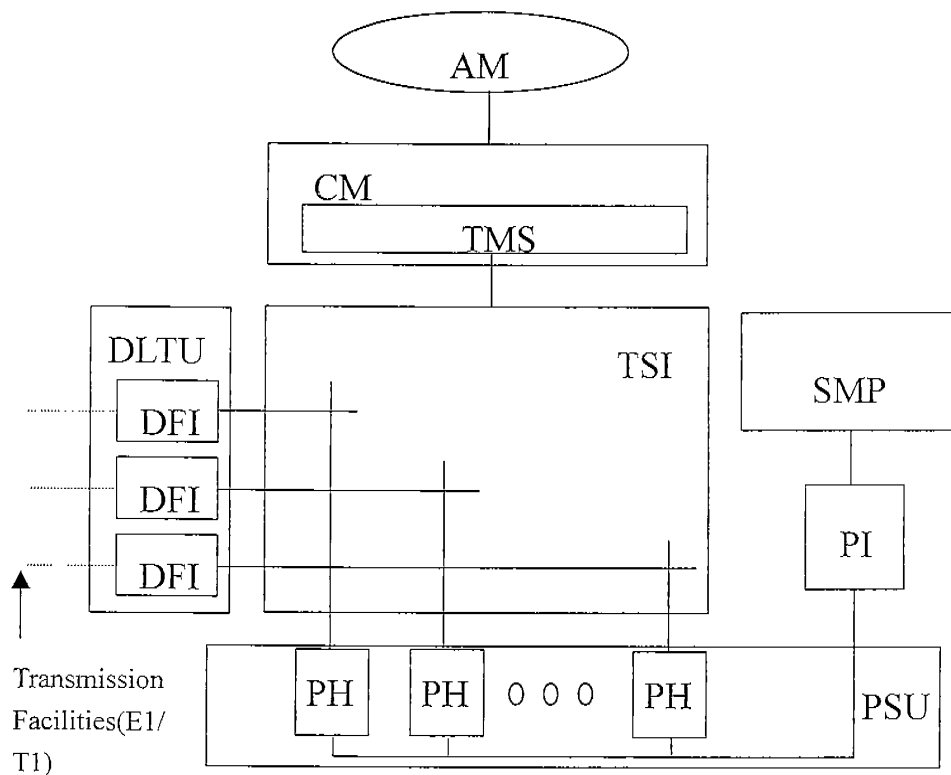 AM
CM
TMS
DLTU
TSI
SMP
DFI
DFI
DFI
PI
PH PH PH
PSU
Transmission
Facilities(E1/
T1)